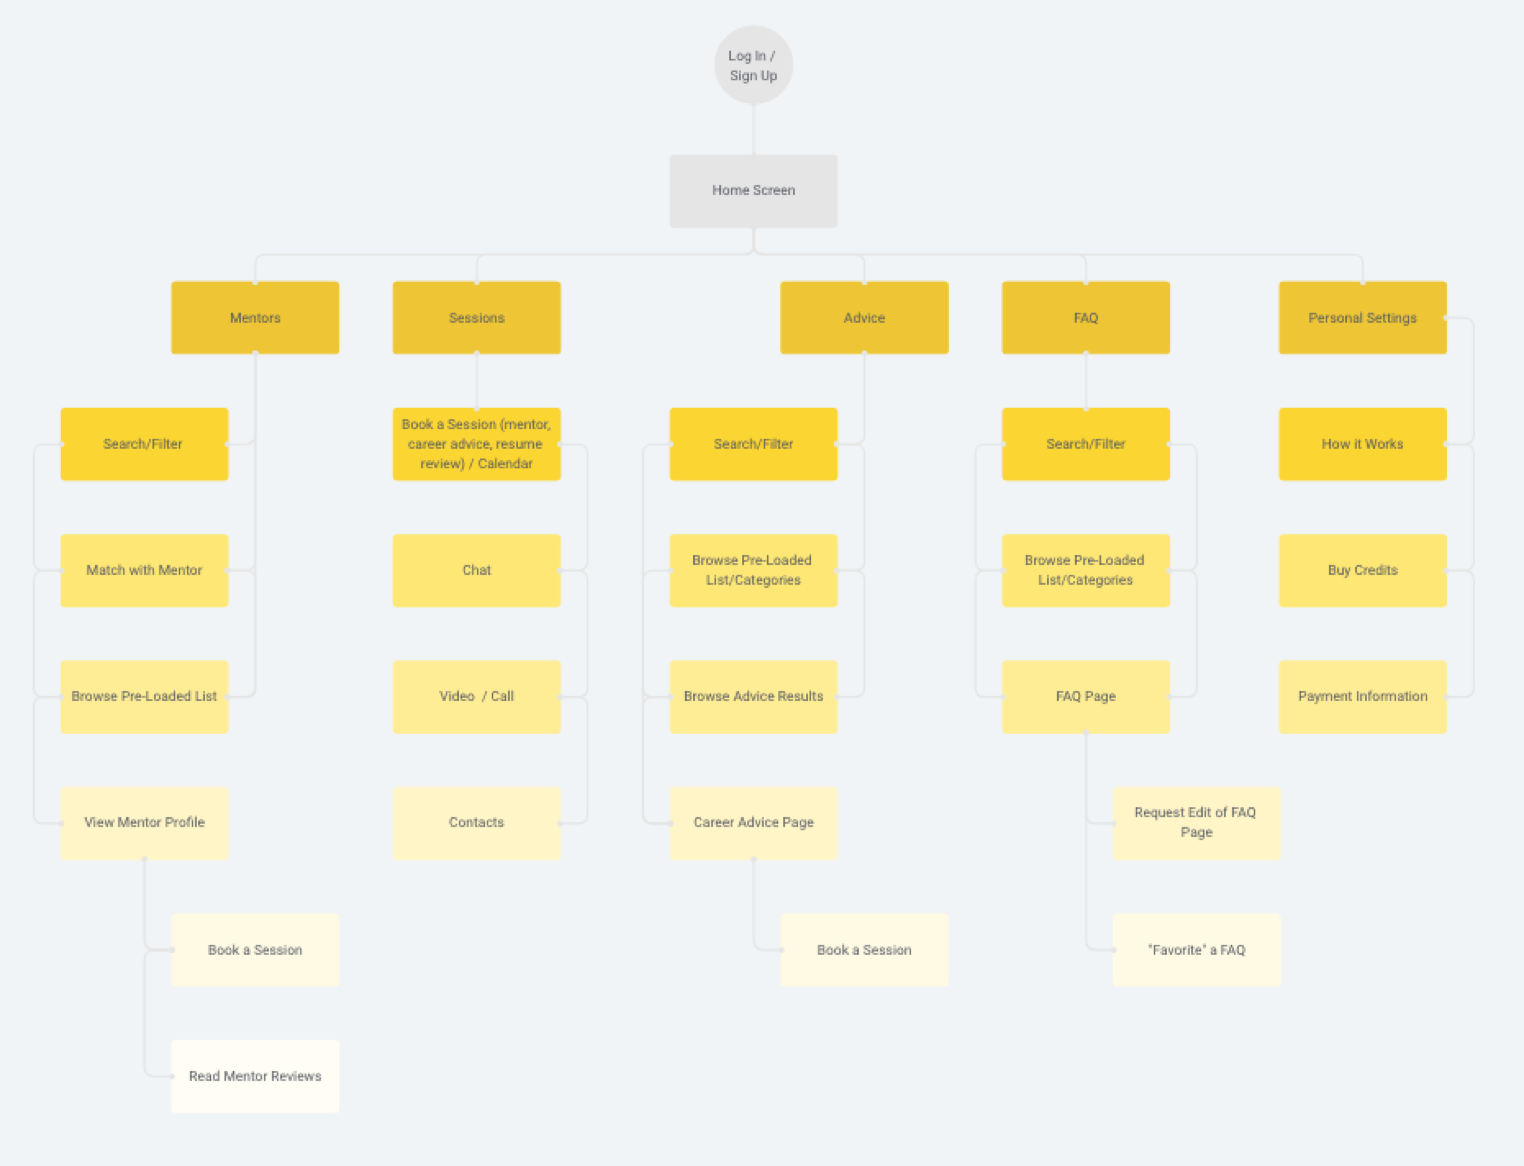 Log In /
Sign Up
Home Screen
Mentors
Sessions
Advice
FAQ
Personal Settings
Search/Filter
Book a Session (mentor,
career advice, resume
review) / Calendar
Search/Filter
Search/Filter
How it Works
Match with Mentor
Chat
Browse Pre-Loaded
List/Categories
Browse Pre-Loaded
List/Categories
Buy Credits
Browse Pre-Loaded List
Video / Call
Browse Advice Results
FAQ Page
Payment Information
View Mentor Profile
Contacts
Career Advice Page
Request Edit of FAQ
Page
Book a Session
Book a Session
"Favorite" a FAQ
Read Mentor Reviews